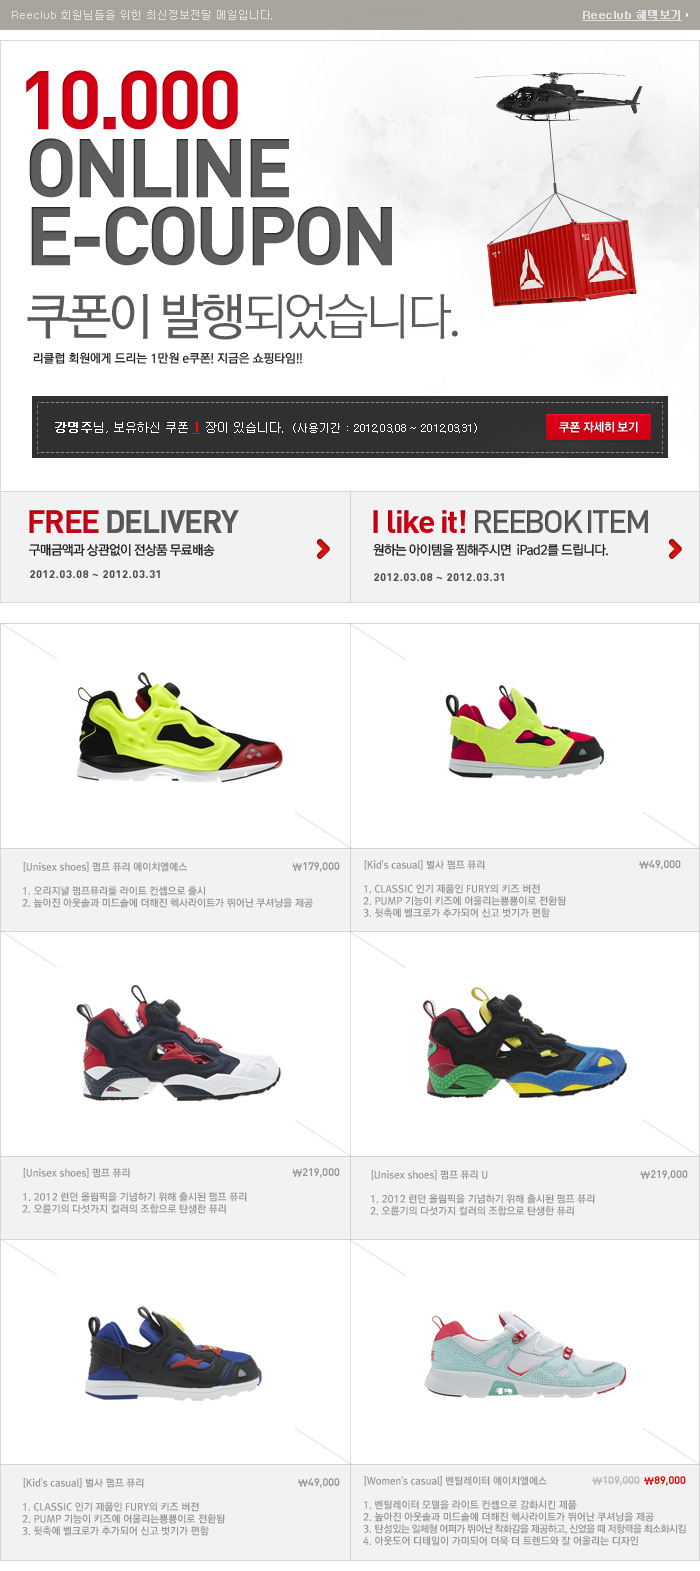 Reeclub 회원님들을 위한 최신정보전달 메일입니다.
Reeclub 혜택보기
10.000
ONLINE
E-COUPON
쿠폰이 발행되었습니다.
리클럽 회원에게 드리는 1만원 e쿠폰! 지금은 쇼핑타임!!
강명주님, 보유하신 쿠폰 1 장이 있습니다. (사용기간 : 2012.03.08 ~ 2012.03.31)
쿠폰 자세히 보기
FREE DELIVERY
구매금액과 상관없이 전상품 무료배송
2012.03.08 ~ 2012.03.31
I like it! REEBOK ITEM
원하는 아이템을 찜해주시면 iPad2를 드립니다.
2012.03.08 ~ 2012.03.31
[Unisex shoes] 펌프 퓨리 에이치엘에스 ₩179,000
1. 오리지널 펌프퓨리를 라이트 컨셉으로 출시
2. 높아진 아웃솔과 미드솔에 더해진 헥사라이트가 뛰어난 쿠셔닝을 제공
[Kid's casual] 벌사 펌프 퓨리 ₩49,000
1. CLASSIC 인기 제품인 FURY의 키즈 버전
2. PUMP 기능이 키즈에 어울리는뿅뿅이로 전환됨
3. 뒷축에 벨크로가 추가되어 신고 벗기가 편함
[Unisex shoes] 펌프 퓨리 ₩219,000
1. 2012 런던 올림픽을 기념하기 위해 출시된 펌프 퓨리
2. 오륜기의 다섯가지 컬러의 조합으로 탄생한 퓨리
[Unisex shoes] 펌프 퓨리 U ₩219,000
1. 2012 런던 올림픽을 기념하기 위해 출시된 펌프 퓨리
2. 오륜기의 다섯가지 컬러의 조합으로 탄생한 퓨리
[Kid's casual] 벌사 펌프 퓨리 ₩49,000
1. CLASSIC 인기 제품인 FURY의 키즈 버전
2. PUMP 기능이 키즈에 어울리는뿅뿅이로 전환됨
3. 뒷축에 벨크로가 추가되어 신고 벗기가 편함
[Women's casual] 벤틸레이터 에이치엘에스 ₩109,000 ₩89,000
1. 벤틸레이터 모델을 라이트 컨셉으로 강화시킨 제품
2. 높아진 아웃솔과 미드솔에 더해진 헥사라이트가 뛰어난 쿠셔닝을 제공
3. 탄성있는 일체형 어퍼가 뛰어난 착화감을 제공하고, 신었을 때 저항력을 최소화시킴
4. 아웃도어 디테일이 가미되어 더욱 더 트렌드와 잘 어울리는 디자인